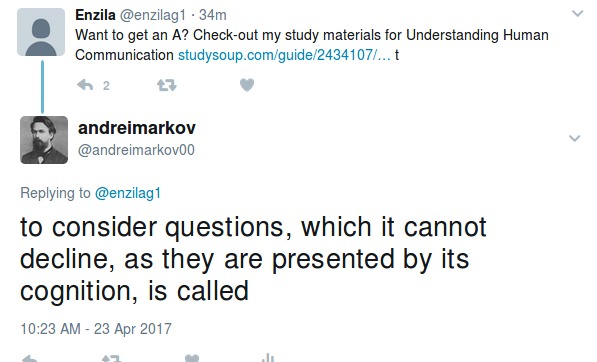 Enzila @enzilag1 · 34m
Want to get an A? Check-out my study materials for Understanding Human
Communication studysoup.com/guide/2434107/… t
2
andreimarkov
@andreimarkov00
Replying to @enzilag1
to consider questions, which it cannot
decline, as they are presented by its
cognition, is called
10:23 AM - 23 Apr 2017